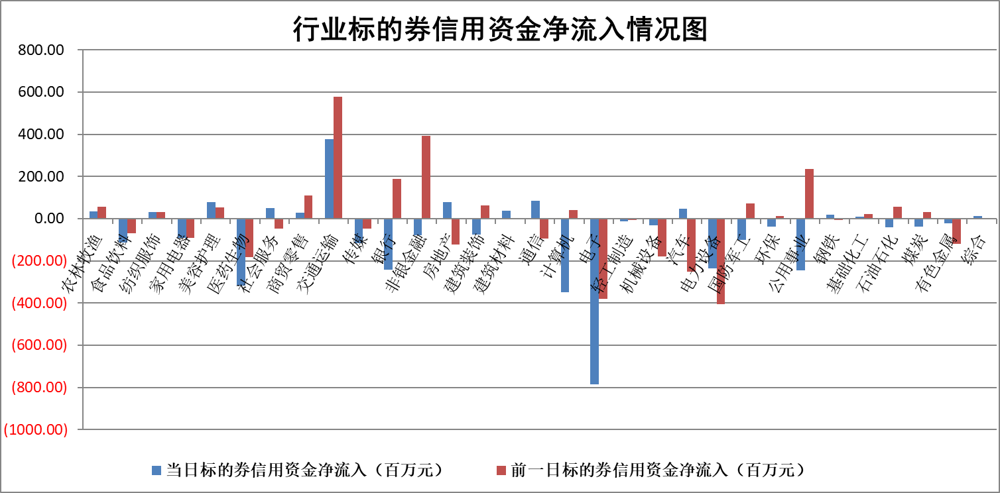 行业标的券信用资金净流入情况图
800.00
600.00
400.00
200.00
0.00
(200.00)
(400.00)
(600.00)
(800.00)
(1000.00)
农林牧渔
食品饮料
纺织服饰
家用电器
美容护理
医药生物
社会服务
商贸零售
交通运输
传媒
银行
非银金融
房地产
建筑装饰
建筑材料
通信
计算机
电子
轻工制造
机械设备
汽车
电力设备
国防军工
环保
公用事业
钢铁
基础化工
石油石化
煤炭
有色金属
综合
当日标的券信用资金净流入（百万元）
前一日标的券信用资金净流入（百万元）